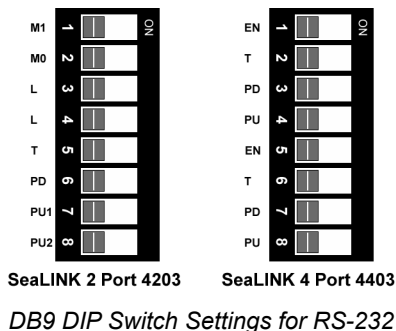 M1 1 ON
M0 2
L 3
L 4
T 5
PD 6
PU1 7
PU2 8
SeaLINK 2 Port 4203
EN 1 ON
T 2
PD 3
PU 4
EN 5
T 6
PD 7
PU 8
SeaLINK 4 Port 4403
DB9 DIP Switch Settings for RS-232